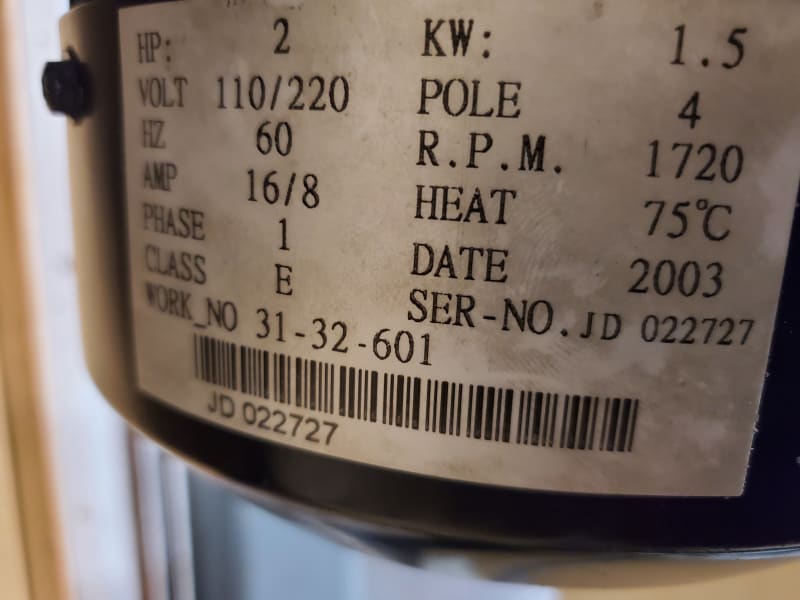 HP: 2 KW: 1.5
VOLT 110/220 POLE 4
HZ 60 R.P.M. 1720
AMP 16/8 HEAT 75℃
PHASE 1 DATE 2003
CLASS E SER-NO. JD 022727
WORK_NO 31-32-601
JD 022727